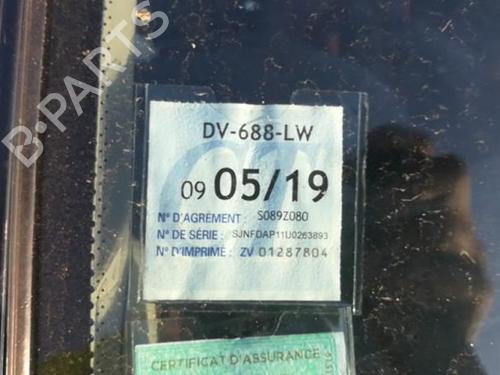 B-PARTS
DV-688-LW
09 05/19
N° D'AGRÉMENT : S089Z080
N° DE SÉRIE : SJNFDAP11U0263893
N° D'IMPRIMÉ : ZV 01287804
CERTIFICAT D'ASSURANCE